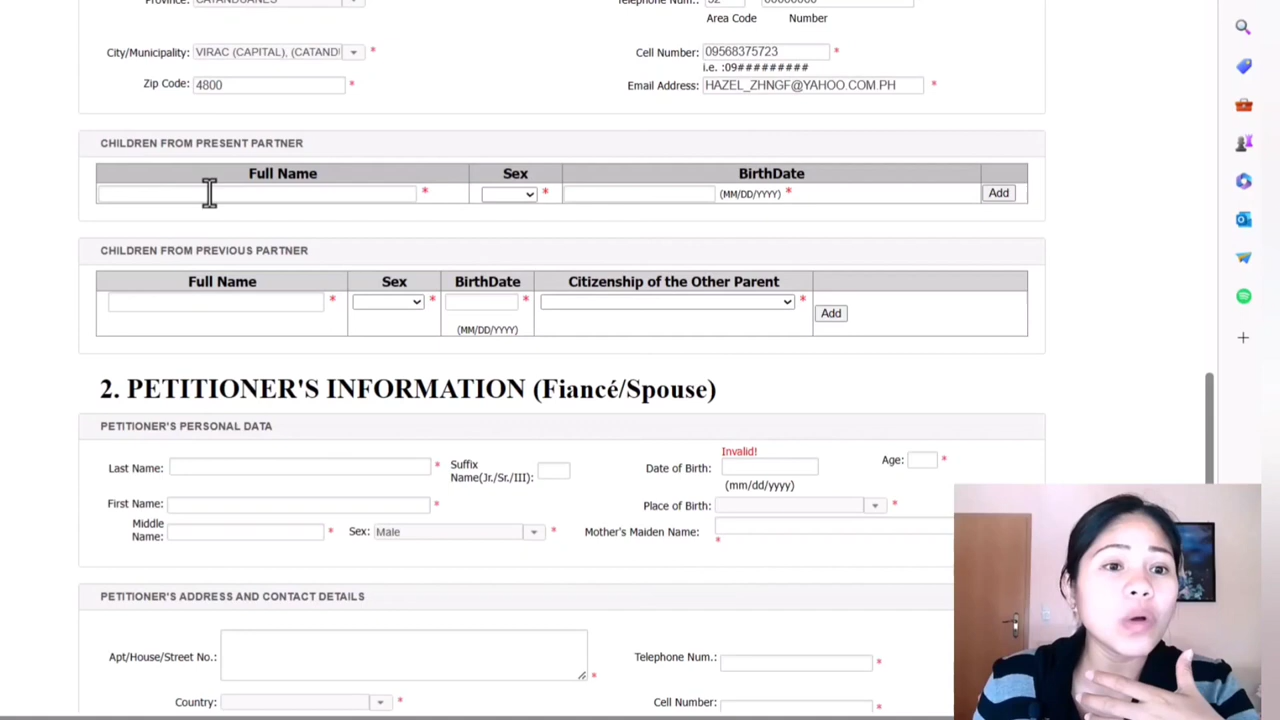 Province: CATANDUANES
Telephone Num.: 52 00000000
Area Code Number
City/Municipality: VIRAC (CAPITAL), (CATAND *
Cell Number: 09568375723 *
i.e. :09#########
Zip Code: 4800 *
Email Address: HAZEL_ZHNGF@YAHOO.COM.PH *
CHILDREN FROM PRESENT PARTNER
Full Name Sex BirthDate
* * (MM/DD/YYYY) * Add
CHILDREN FROM PREVIOUS PARTNER
Full Name Sex BirthDate Citizenship of the Other Parent
* * * *
Add
(MM/DD/YYYY)
2. PETITIONER'S INFORMATION (Fiancé/Spouse)
PETITIONER'S PERSONAL DATA
Last Name: * Suffix Name(Jr./Sr./III):
Invalid!
Date of Birth: Age: *
(mm/dd/yyyy)
First Name: *
Place of Birth: *
Middle Name: * Sex: Male *
Mother's Maiden Name:
*
PETITIONER'S ADDRESS AND CONTACT DETAILS
Apt/House/Street No.: *
Telephone Num.: *
Country: *
Cell Number: *